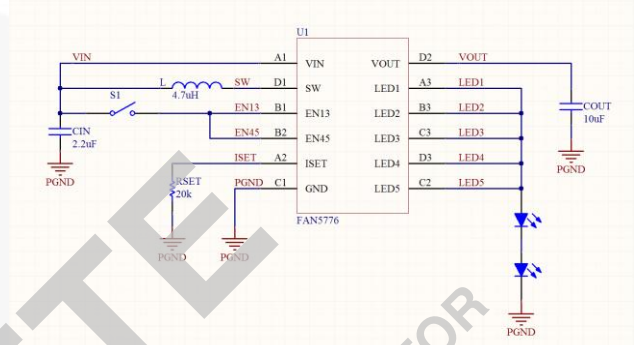 U1
VIN A1 VIN VOUT D2 VOUT
L SW D1 SW LED1 A3 LED1
4.7uH
S1 EN13 B1 EN13 LED2 B3 LED2
COUT
10uF
CIN
2.2uF
EN45 B2 EN45 LED3 C3 LED3
ISET A2 ISET LED4 D3 LED4
PGND
PGND
RSET
20k
PGND C1 GND LED5 C2 LED5
FAN5776
PGND
PGND
PGND